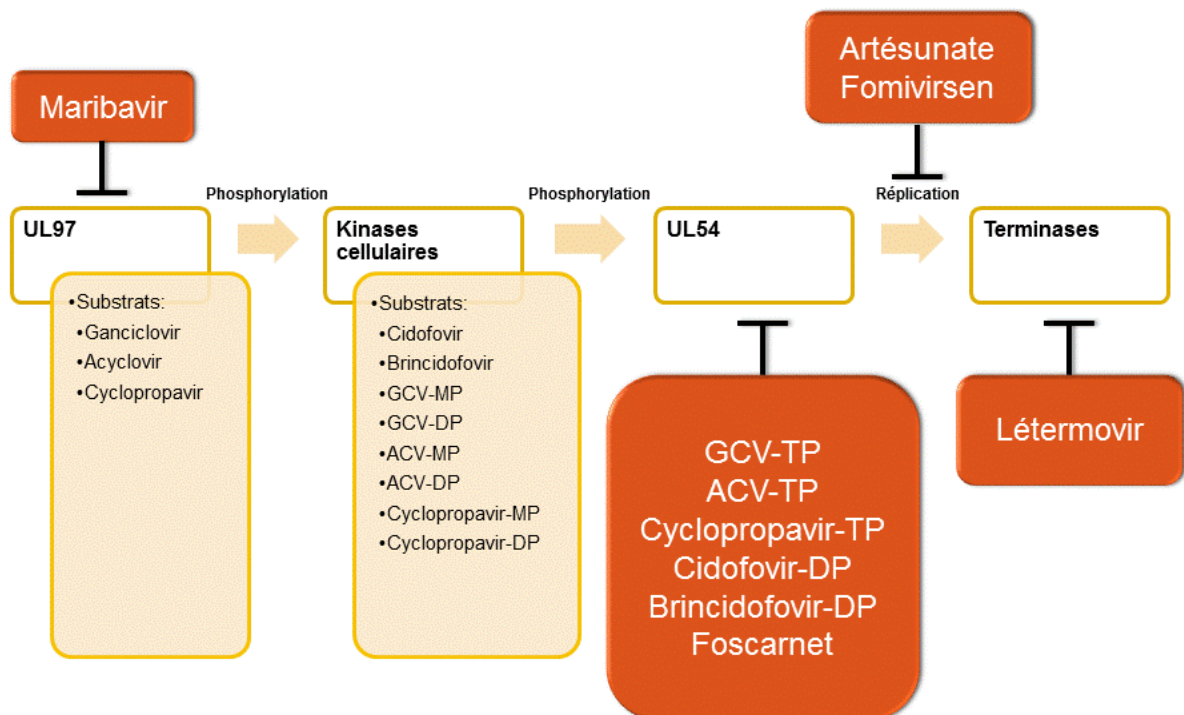 Maribavir
Artésunate
Fomivirsen
Phosphorylation
Phosphorylation
Réplication
UL97
Kinases
cellulaires
UL54
Terminases
•Substrats:
•Ganciclovir
•Acyclovir
•Cyclopropavir
•Substrats:
•Cidofovir
•Brincidofovir
•GCV-MP
•GCV-DP
•ACV-MP
•ACV-DP
•Cyclopropavir-MP
•Cyclopropavir-DP
GCV-TP
ACV-TP
Cyclopropavir-TP
Cidofovir-DP
Brincidofovir-DP
Foscarnet
Létermovir